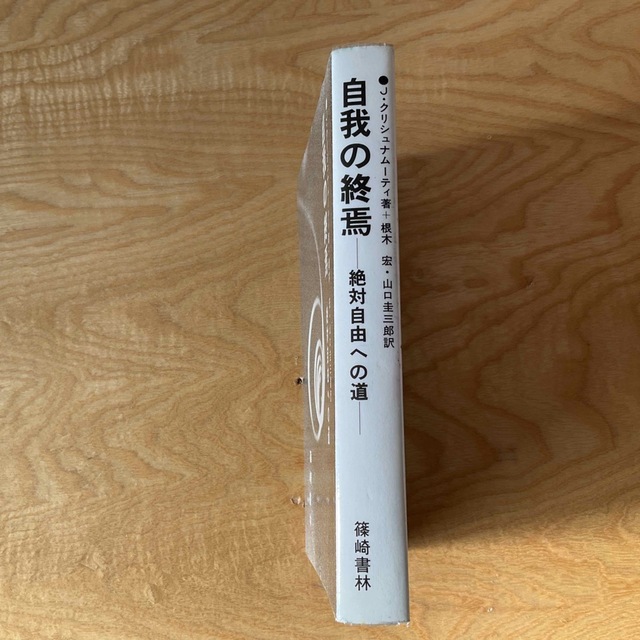 ●J・クリシュナムーティ著＋根木　宏・山口圭三郎訳
自我の終焉――絶対自由への道――
篠崎書林